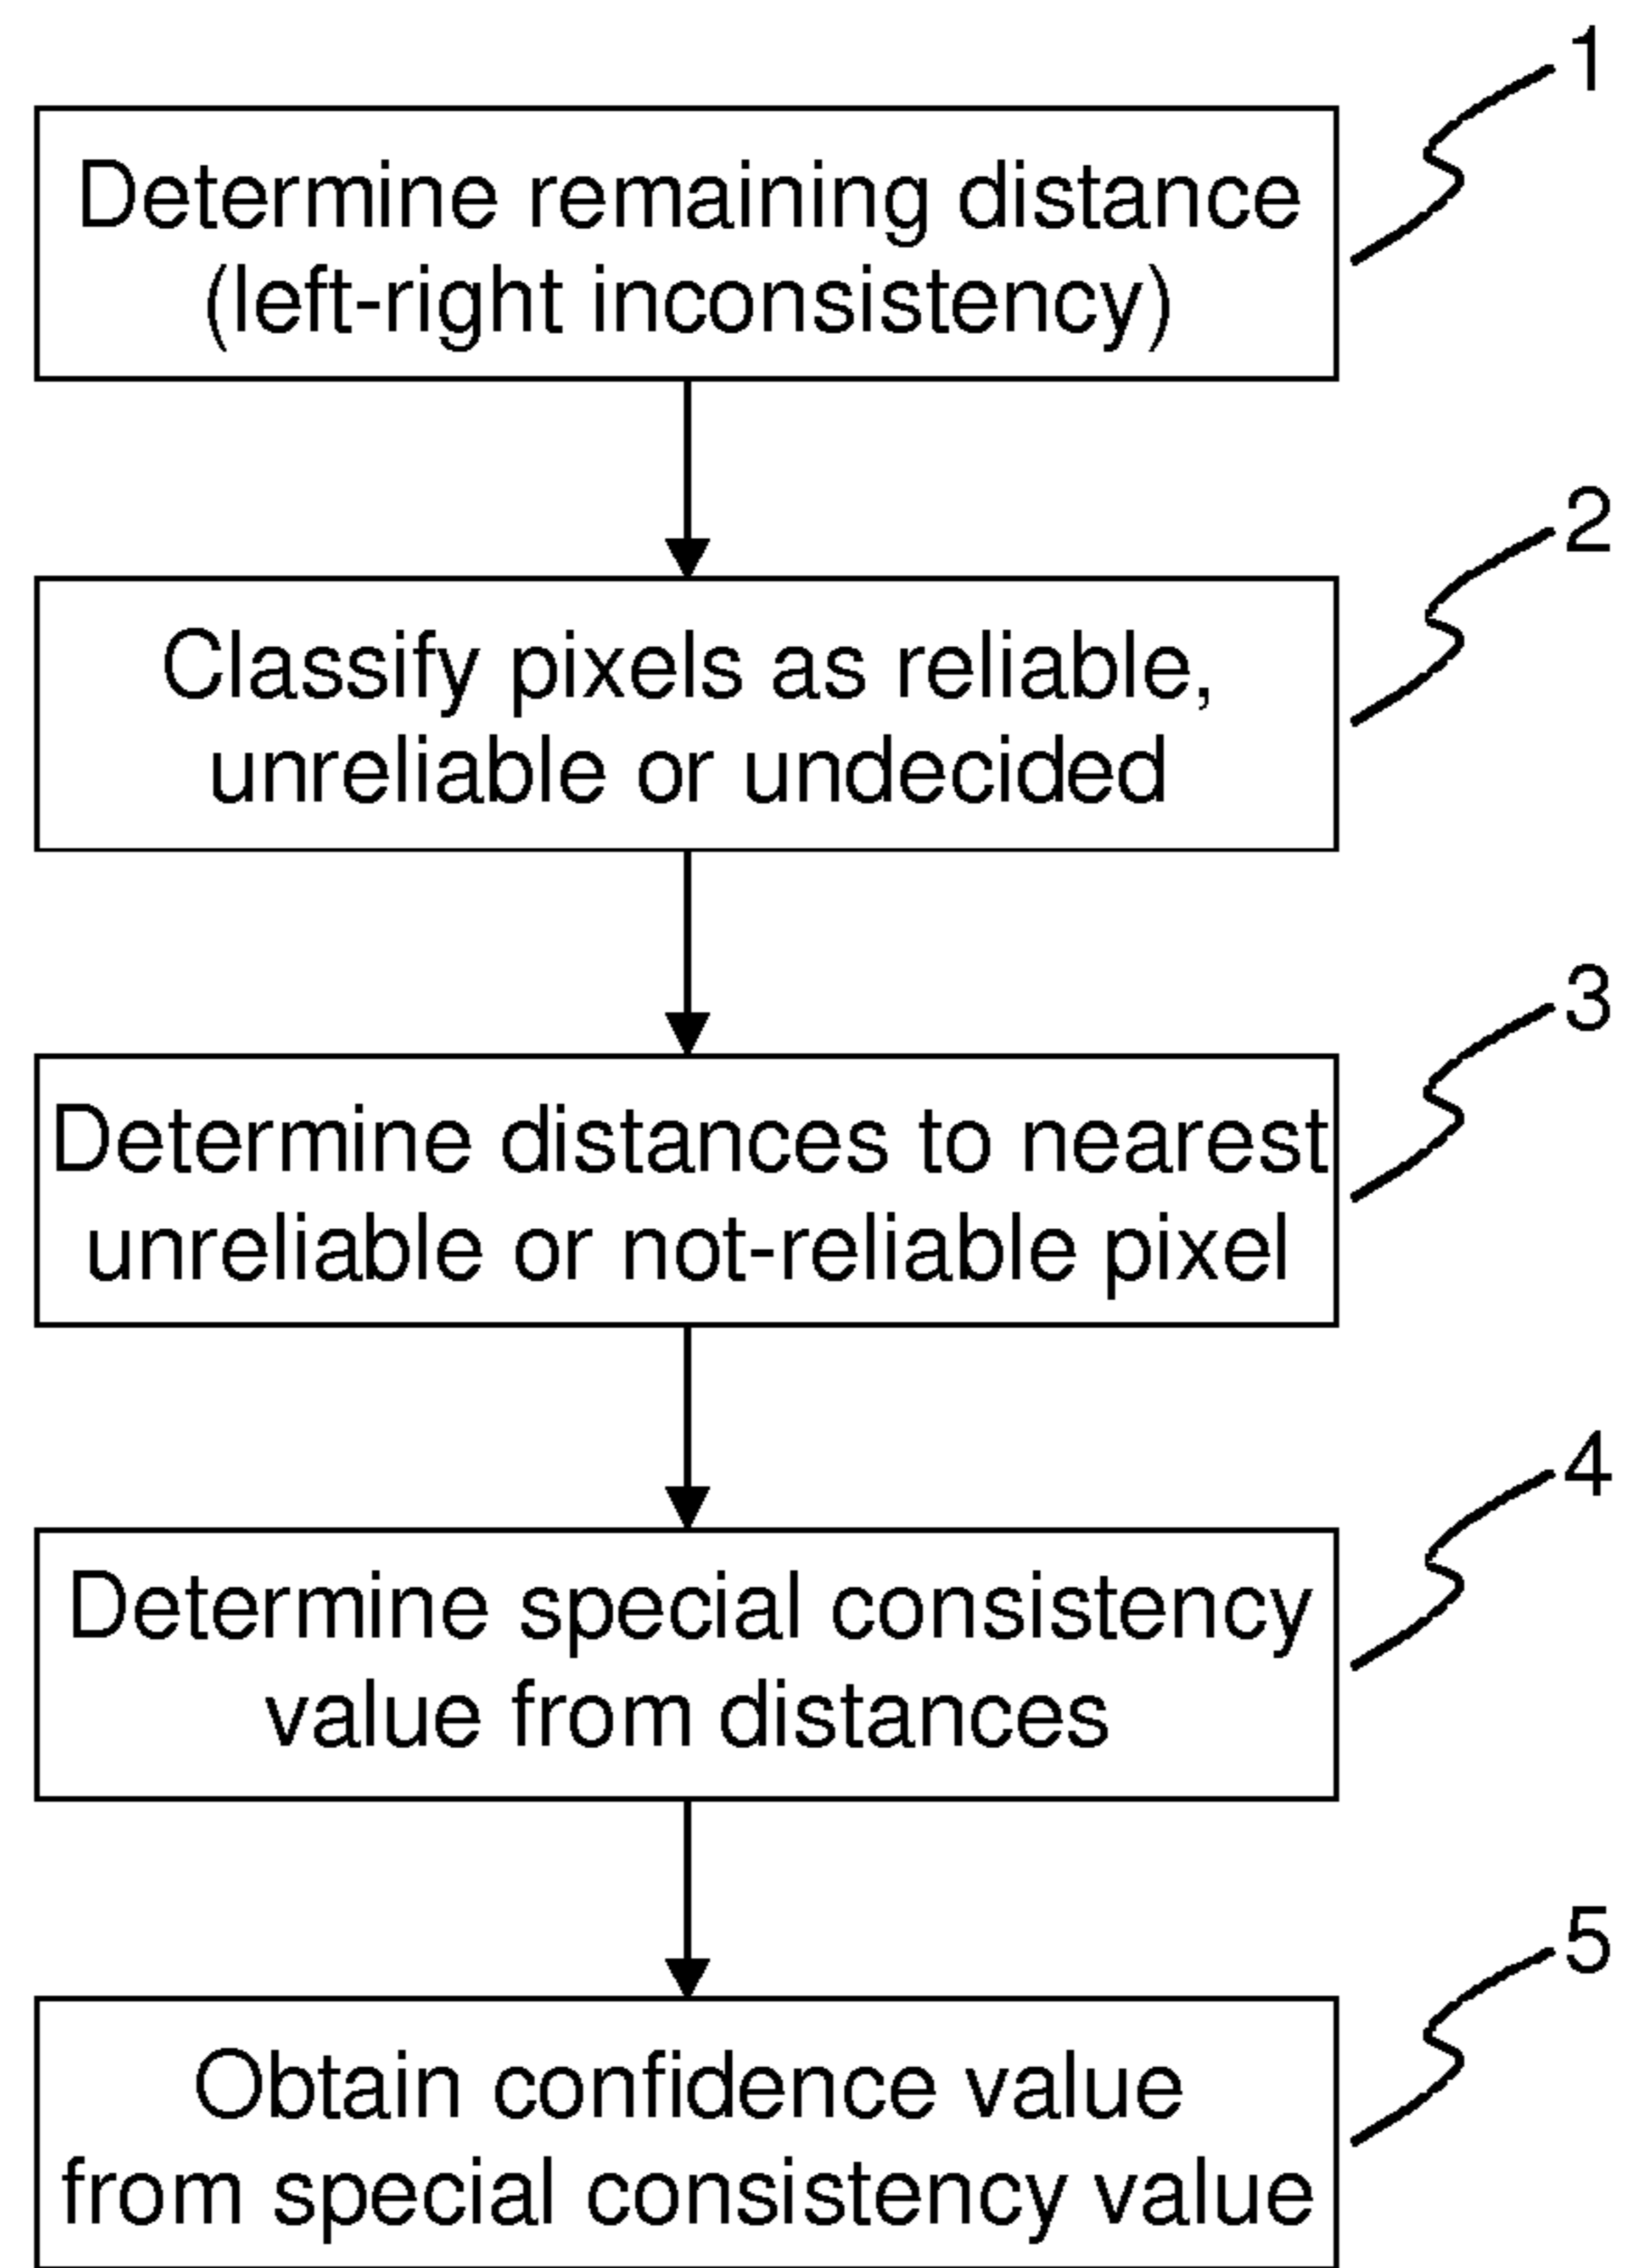 1
Determine remaining distance
(left-right inconsistency)
2
Classify pixels as reliable,
unreliable or undecided
3
Determine distances to nearest
unreliable or not-reliable pixel
4
Determine special consistency
value from distances
5
Obtain confidence value
from special consistency value